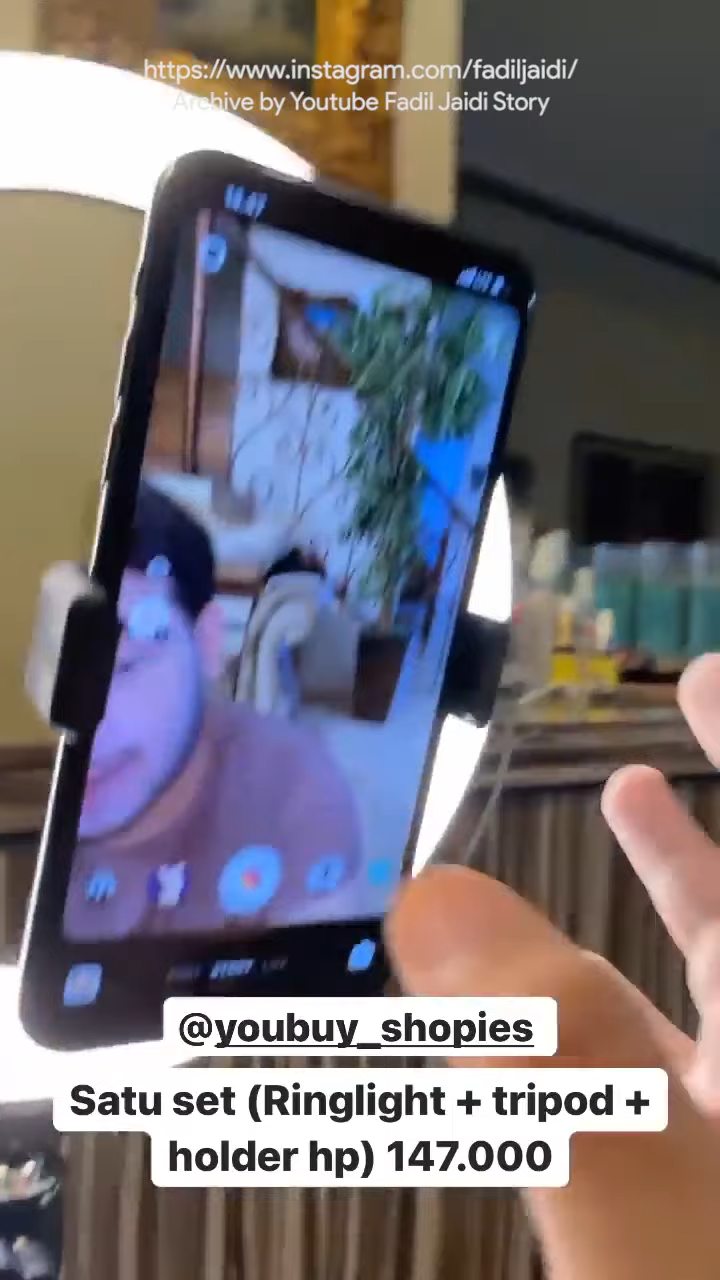 https://www.instagram.com/fadiljaidi/
Archive by Youtube Fadil Jaidi Story
@youbuy_shopies
Satu set (Ringlight + tripod +
holder hp) 147.000